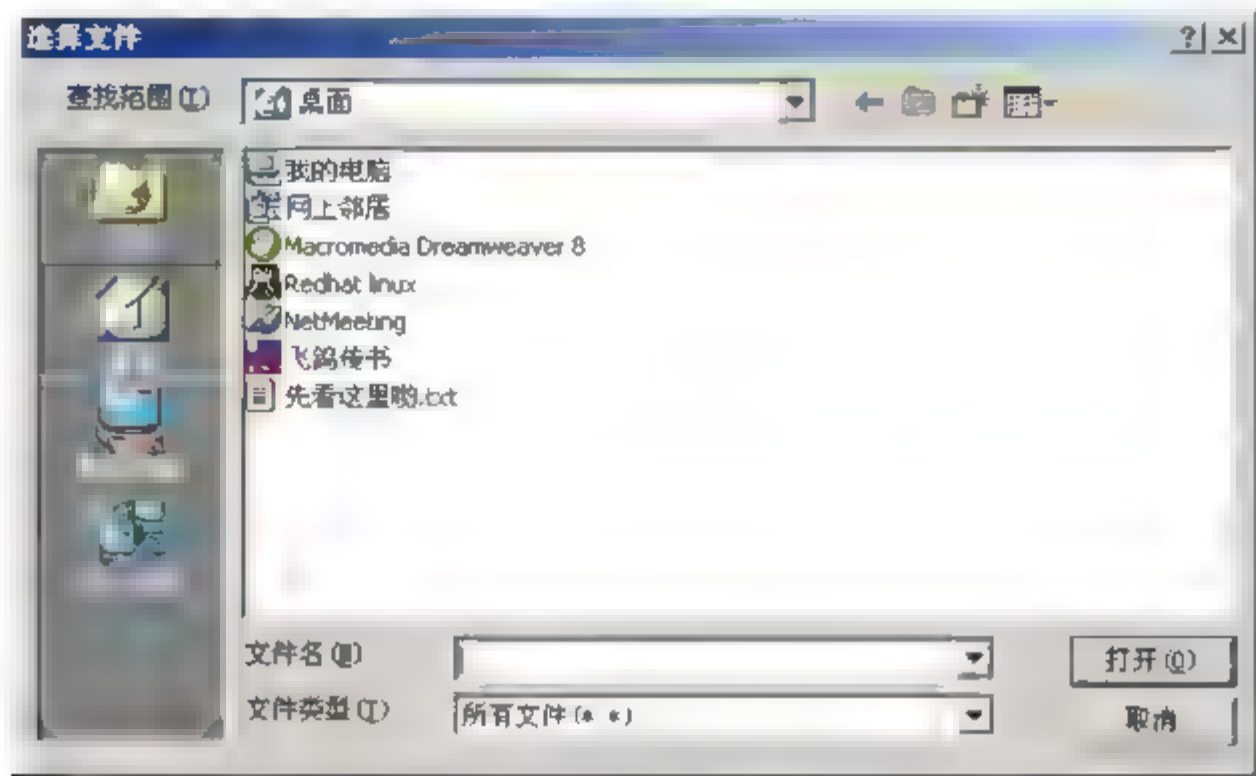 选择文件
查找范围(I)
桌面
我的电脑
网上邻居
Macromedia Dreamweaver 8
Redhat linux
NetMeeting
飞鸽传书
先看这里哟.txt
文件名(N)
打开(O)
文件类型(T)
所有文件(* *)
取消